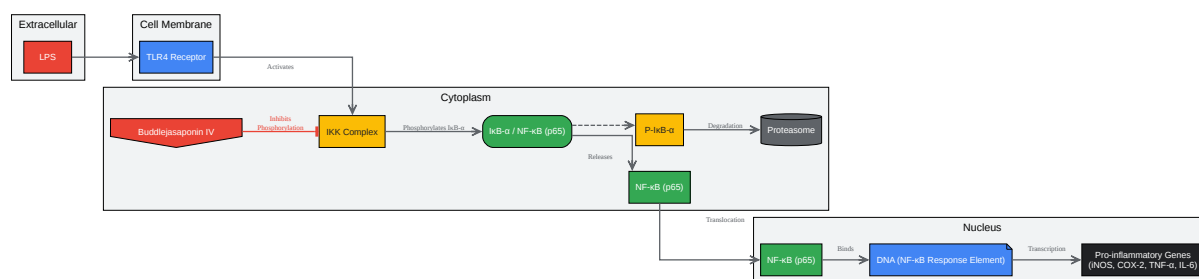 Extracellular
LPS
Cell Membrane
TLR4 Receptor
Activates
Cytoplasm
Buddlejasaponin IV
Inhibits
Phosphorylation
IKK Complex
Phosphorylates IκB-α
IκB-α / NF-κB (p65)
P-IκB-α
Degradation
Proteasome
Releases
NF-κB (p65)
Translocation
Nucleus
NF-κB (p65)
Binds
DNA (NF-κB Response Element)
Transcription
Pro-inflammatory Genes
(iNOS, COX-2, TNF-α, IL-6)